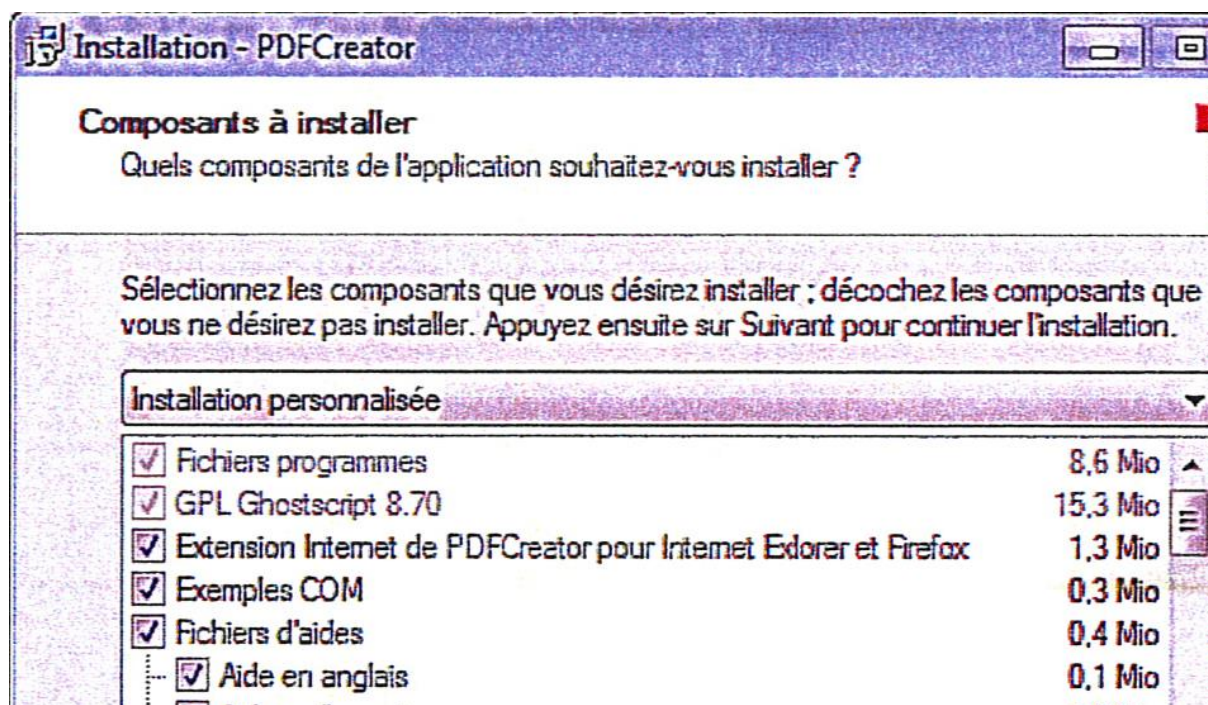 Installation - PDFCreator
Composants à installer
Quels composants de l'application souhaitez-vous installer ?
Sélectionnez les composants que vous désirez installer ; décochez les composants que
vous ne désirez pas installer. Appuyez ensuite sur Suivant pour continuer l'installation.
Installation personnalisée
Fichiers programmes 8,6 Mio
GPL Ghostscript 8.70 15,3 Mio
Extension Internet de PDFCreator pour Internet Exlorer et Firefox 1,3 Mio
Exemples COM 0,3 Mio
Fichiers d'aides 0,4 Mio
Aide en anglais 0,1 Mio